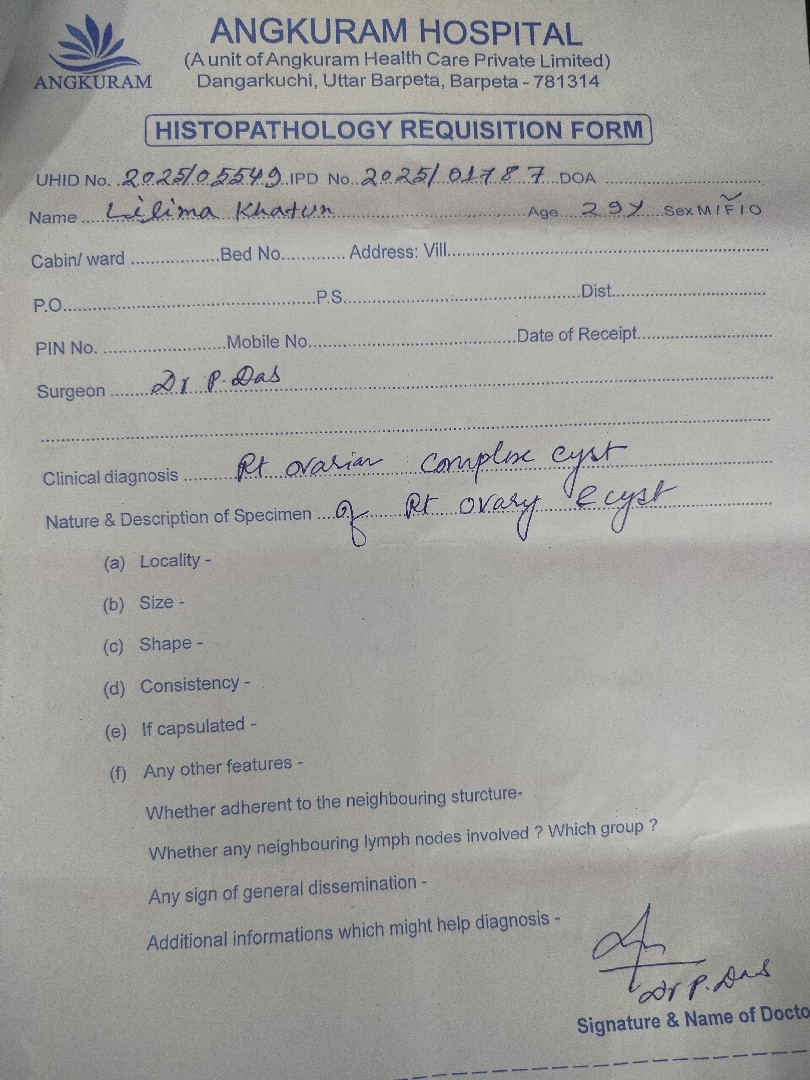 ANGKURAM
ANGKURAM HOSPITAL
(A unit of Angkuram Health Care Private Limited)
Dangarkuchi, Uttar Barpeta, Barpeta - 781314
HISTOPATHOLOGY REQUISITION FORM
UHID No. 2025/05549 IPD No. 2025/01787 DOA
Name Lilima Khatun Age 29y Sex M/F/O
Cabin/ ward Bed No. Address: Vill.
P.O. P.S. Dist.
PIN No. Mobile No. Date of Receipt
Surgeon Dr P. Das
Clinical diagnosis Rt ovarian complex cyst
Nature & Description of Specimen Rt ovary c cyst
(a) Locality -
(b) Size -
(c) Shape -
(d) Consistency -
(e) If capsulated -
(f) Any other features -
Whether adherent to the neighbouring sturcture-
Whether any neighbouring lymph nodes involved ? Which group ?
Any sign of general dissemination -
Additional informations which might help diagnosis -
Dr P. Das
Signature & Name of Docto